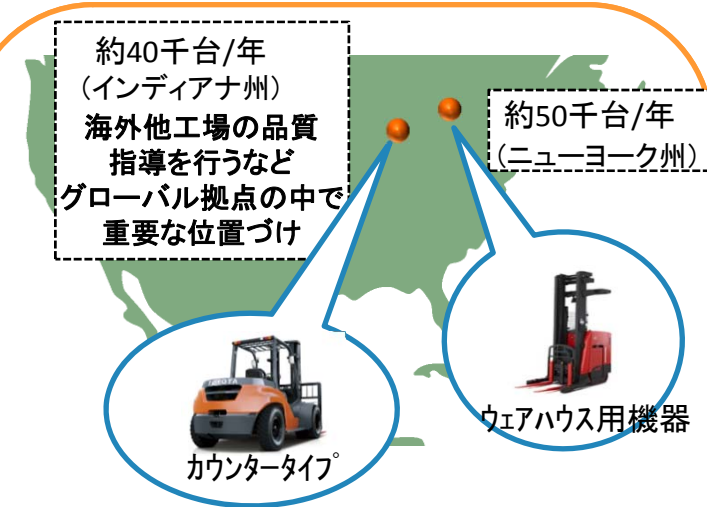 約40千台/年
（インディアナ州）
海外他工場の品質
指導を行うなど
グローバル拠点の中で
重要な位置づけ
約50千台/年
（ニューヨーク州）
TOYOTA
カウンタータイプ
ウェアハウス用機器